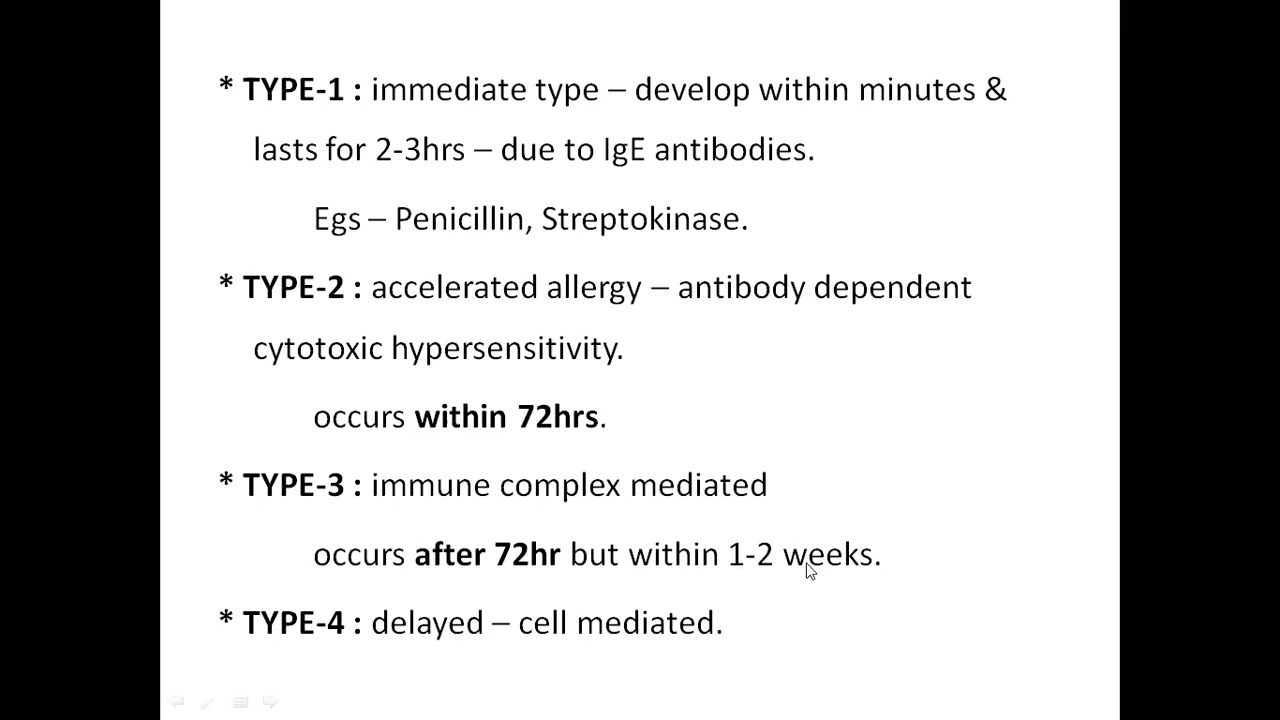 * TYPE-1 : immediate type – develop within minutes &
lasts for 2-3hrs – due to IgE antibodies.
Egs – Penicillin, Streptokinase.
* TYPE-2 : accelerated allergy – antibody dependent
cytotoxic hypersensitivity.
occurs within 72hrs.
* TYPE-3 : immune complex mediated
occurs after 72hr but within 1-2 weeks.
* TYPE-4 : delayed – cell mediated.